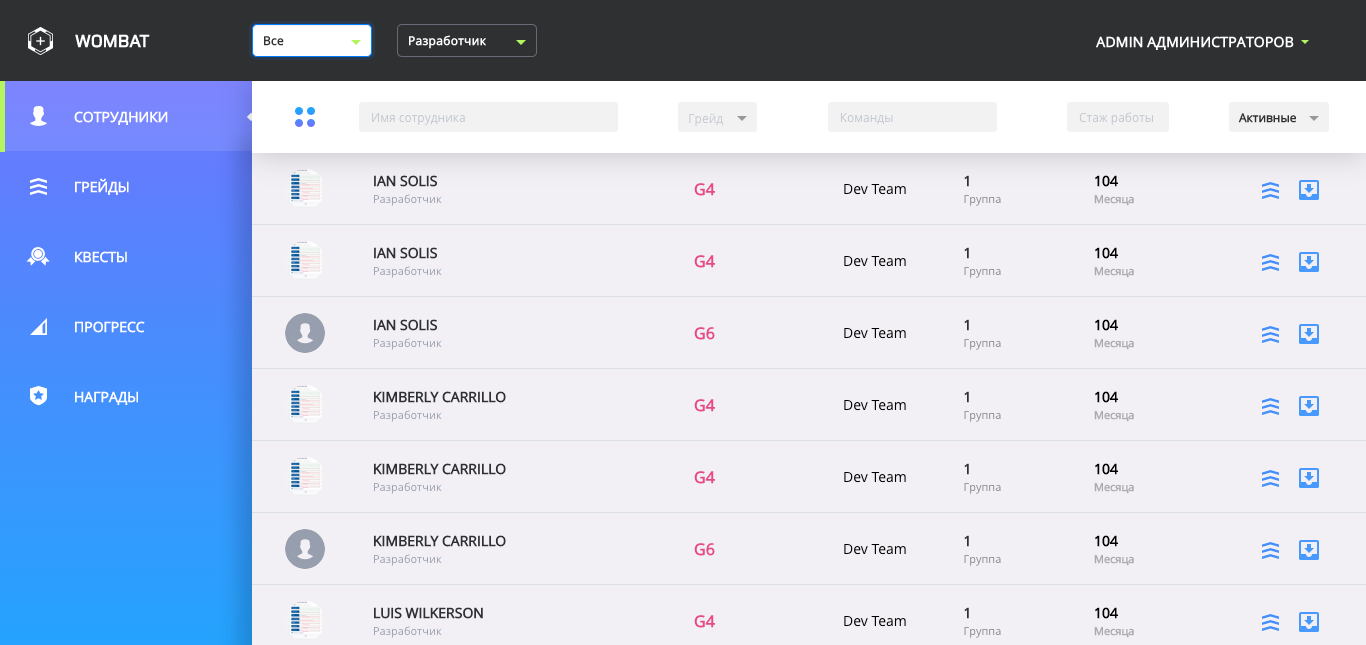 WOMBAT
Все
Разработчик
ADMIN АДМИНИСТРАТОРОВ
СОТРУДНИКИ
ГРЕЙДЫ
КВЕСТЫ
ПРОГРЕСС
НАГРАДЫ
Имя сотрудника
Грейд
Команды
Стаж работы
Активные
IAN SOLIS
Разработчик
G4
Dev Team
1
Группа
104
Месяца
IAN SOLIS
Разработчик
G4
Dev Team
1
Группа
104
Месяца
IAN SOLIS
Разработчик
G6
Dev Team
1
Группа
104
Месяца
KIMBERLY CARRILLO
Разработчик
G4
Dev Team
1
Группа
104
Месяца
KIMBERLY CARRILLO
Разработчик
G4
Dev Team
1
Группа
104
Месяца
KIMBERLY CARRILLO
Разработчик
G6
Dev Team
1
Группа
104
Месяца
LUIS WILKERSON
Разработчик
G4
Dev Team
1
Группа
104
Месяца